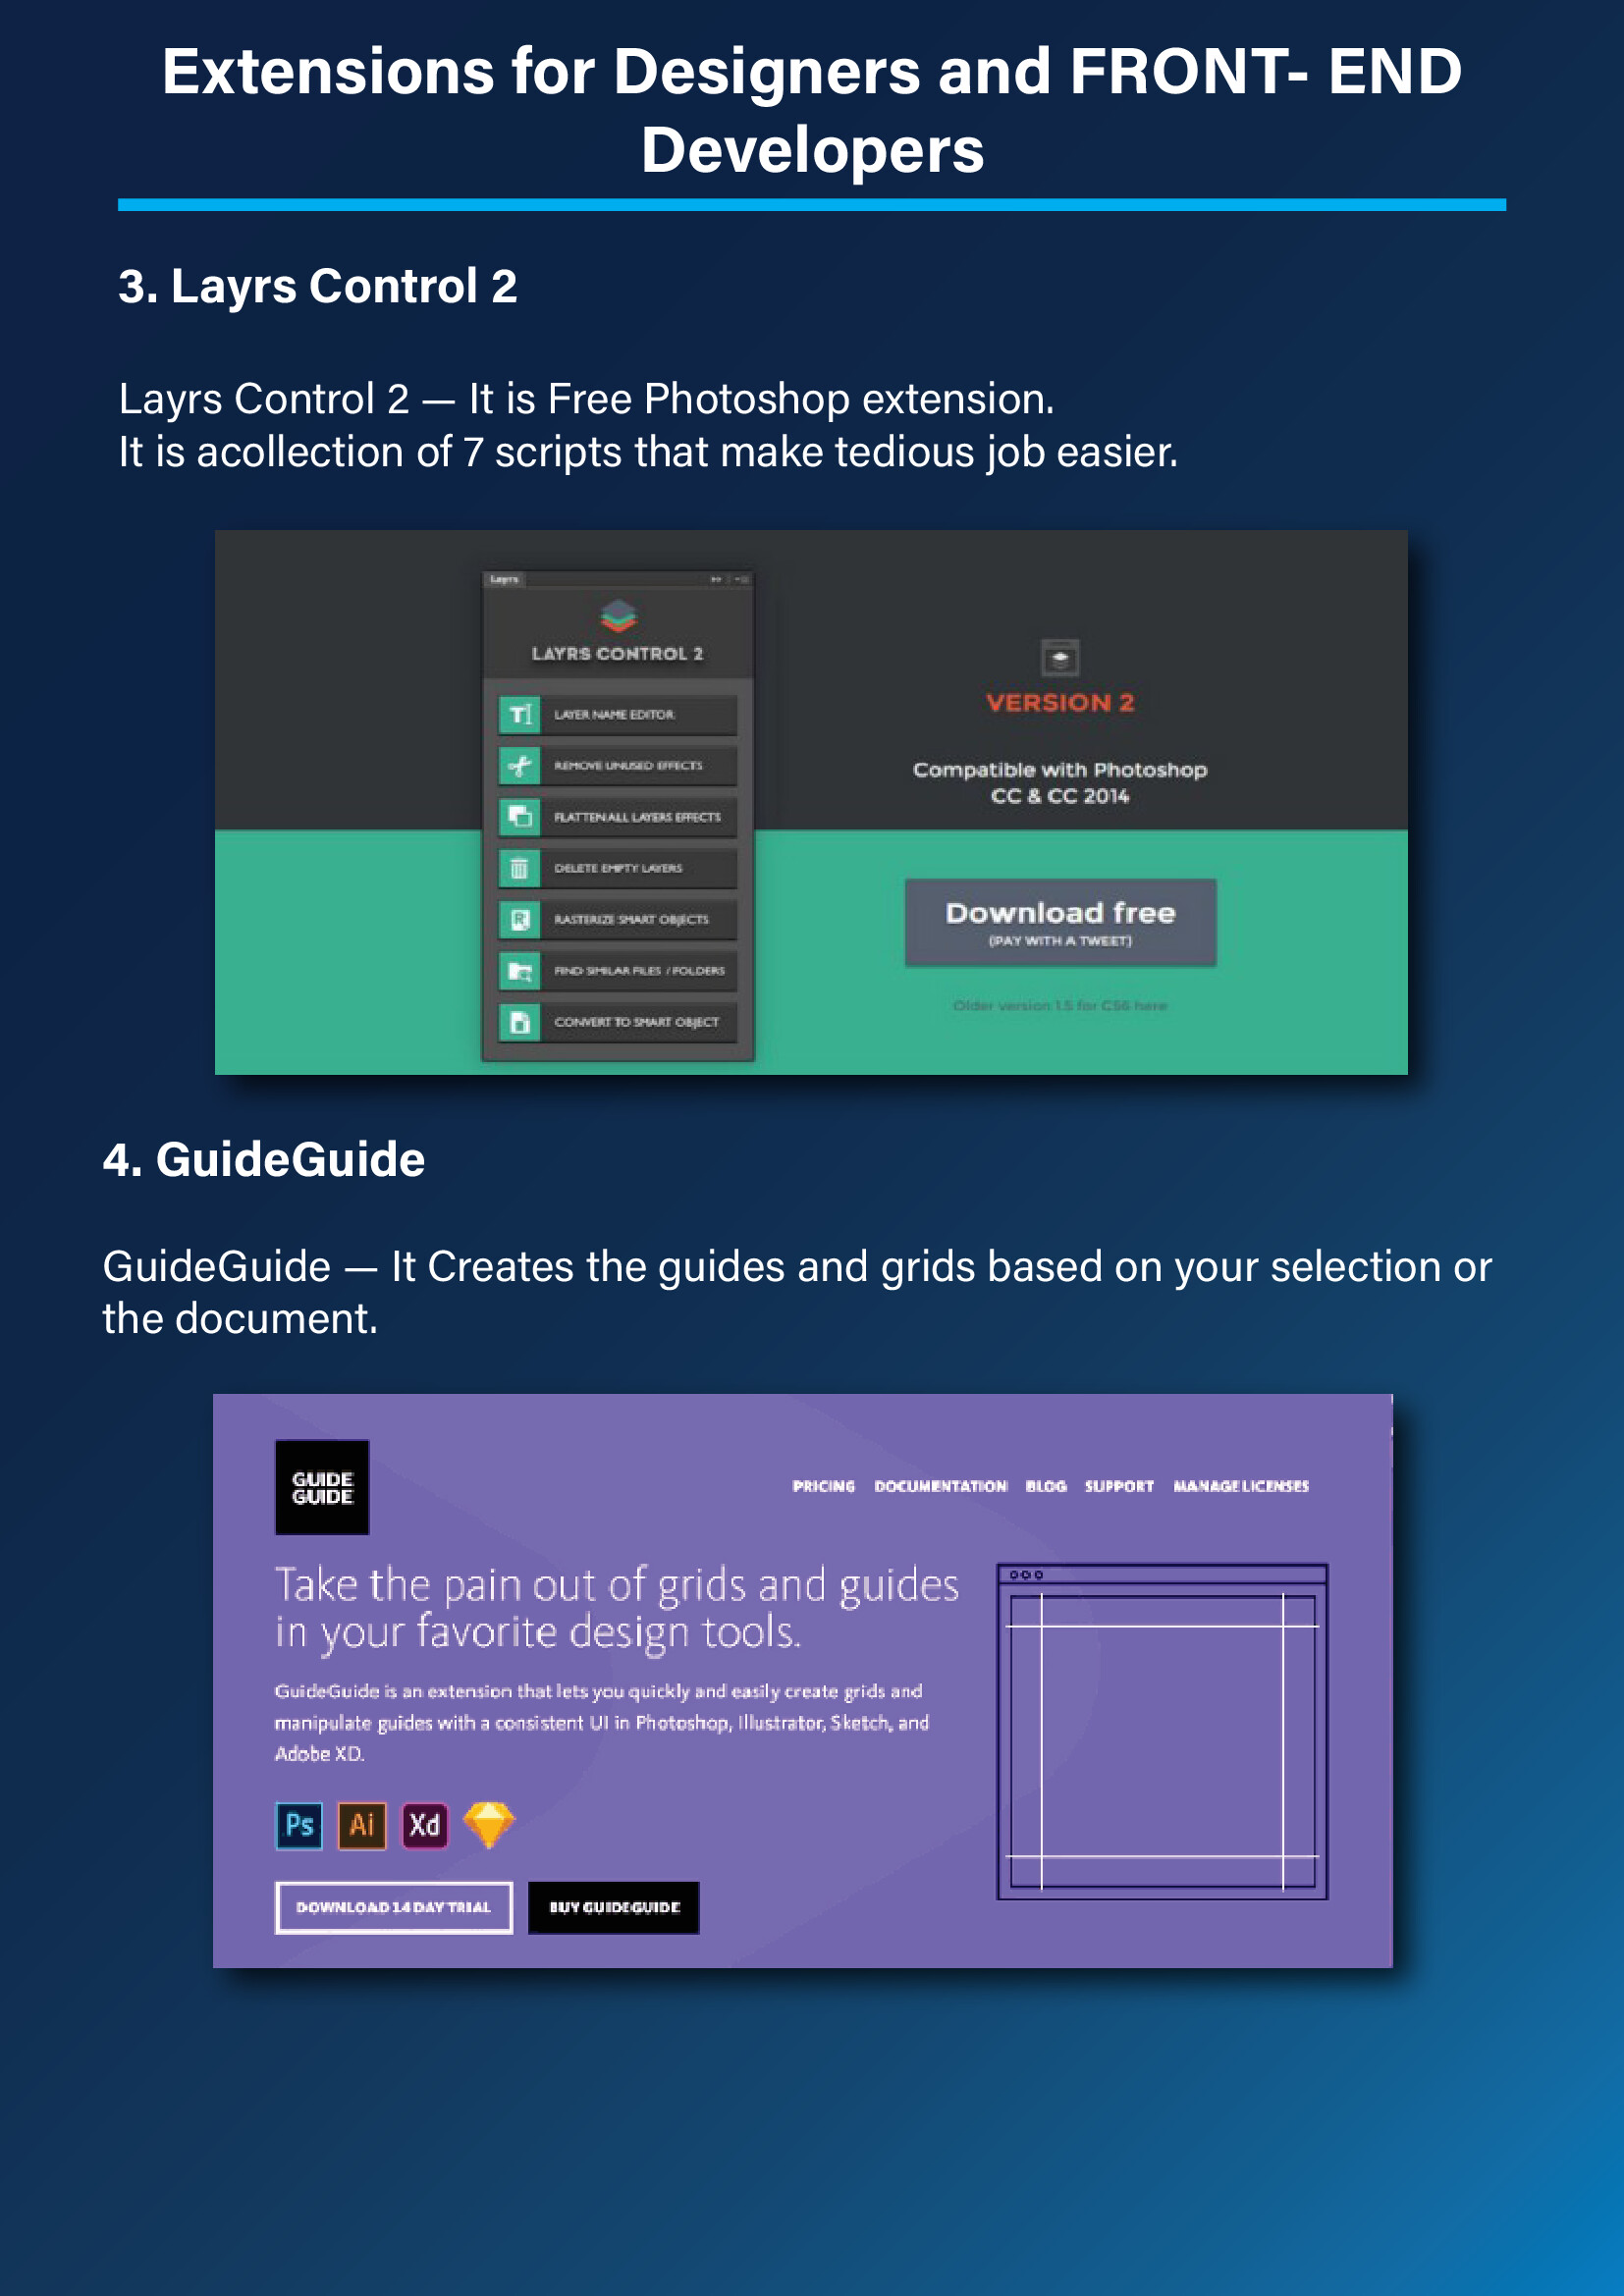 Extensions for Designers and FRONT- END
Developers
3. Layrs Control 2
Layrs Control 2 — It is Free Photoshop extension.
It is acollection of 7 scripts that make tedious job easier.
Layrs
LAYRS CONTROL 2
LAYER NAME EDITOR
REMOVE UNUSED EFFECTS
FLATTEN ALL LAYERS EFFECTS
DELETE EMPTY LAYERS
RASTERIZE SMART OBJECTS
FIND SIMILAR FILES / FOLDERS
CONVERT TO SMART OBJECT
VERSION 2
Compatible with Photoshop
CC & CC 2014
Download free
(PAY WITH A TWEET)
Older version 1.5 for CS6 here
4. GuideGuide
GuideGuide — It Creates the guides and grids based on your selection or
the document.
GUIDE
GUIDE
PRICING DOCUMENTATION BLOG SUPPORT MANAGE LICENSES
Take the pain out of grids and guides
in your favorite design tools.
GuideGuide is an extension that lets you quickly and easily create grids and
manipulate guides with a consistent UI in Photoshop, Illustrator, Sketch, and
Adobe XD.
Ps Ai Xd
DOWNLOAD 14 DAY TRIAL BUY GUIDEGUIDE